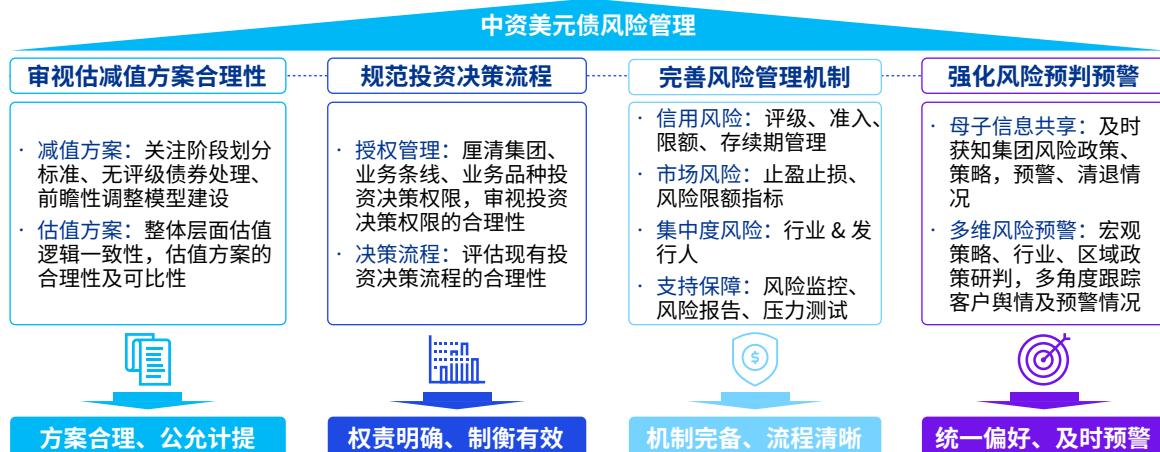 中资美元债风险管理
审视估减值方案合理性
· 减值方案：关注阶段划分
标准、无评级债券处理、
前瞻性调整模型建设
· 估值方案：整体层面估值
逻辑一致性，估值方案的
合理性及可比性
方案合理、公允计提
规范投资决策流程
· 授权管理：厘清集团、
业务条线、业务品种投
资决策权限，审视投资
决策权限的合理性
· 决策流程：评估现有投
资决策流程的合理性
权责明确、制衡有效
完善风险管理机制
· 信用风险：评级、准入、
限额、存续期管理
· 市场风险：止盈止损、
风险限额指标
· 集中度风险：行业 & 发
行人
· 支持保障：风险监控、
风险报告、压力测试
$
机制完备、流程清晰
强化风险预判预警
· 母子信息共享：及时
获知集团风险政策、
策略，预警、清退情
况
· 多维风险预警：宏观
策略、行业、区域政
策研判，多角度跟踪
客户舆情及预警情况
统一偏好、及时预警